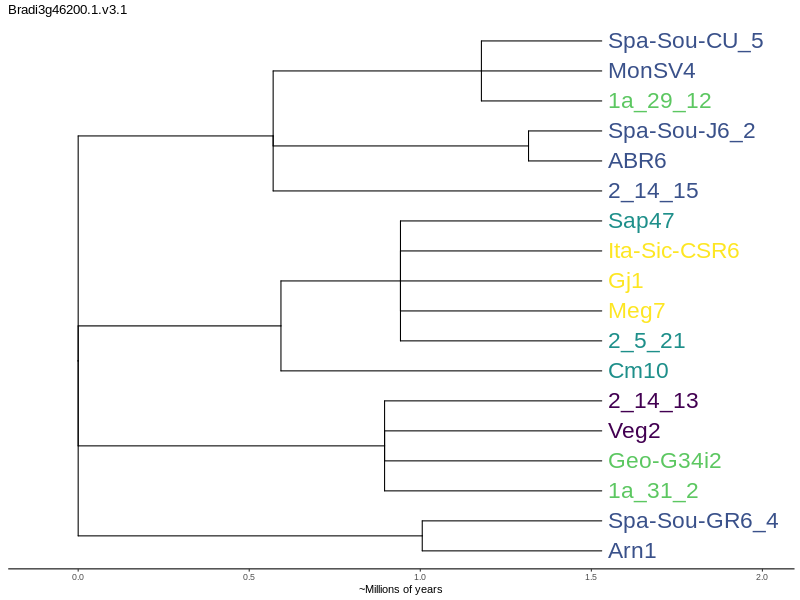 Bradi3g46200.1.v3.1
Spa-Sou-CU_5
MonSV4
1a_29_12
Spa-Sou-J6_2
ABR6
2_14_15
Sap47
Ita-Sic-CSR6
Gj1
Meg7
2_5_21
Cm10
2_14_13
Veg2
Geo-G34i2
1a_31_2
Spa-Sou-GR6_4
Arn1
0.0 0.5 1.0 1.5 2.0
~Millions of years